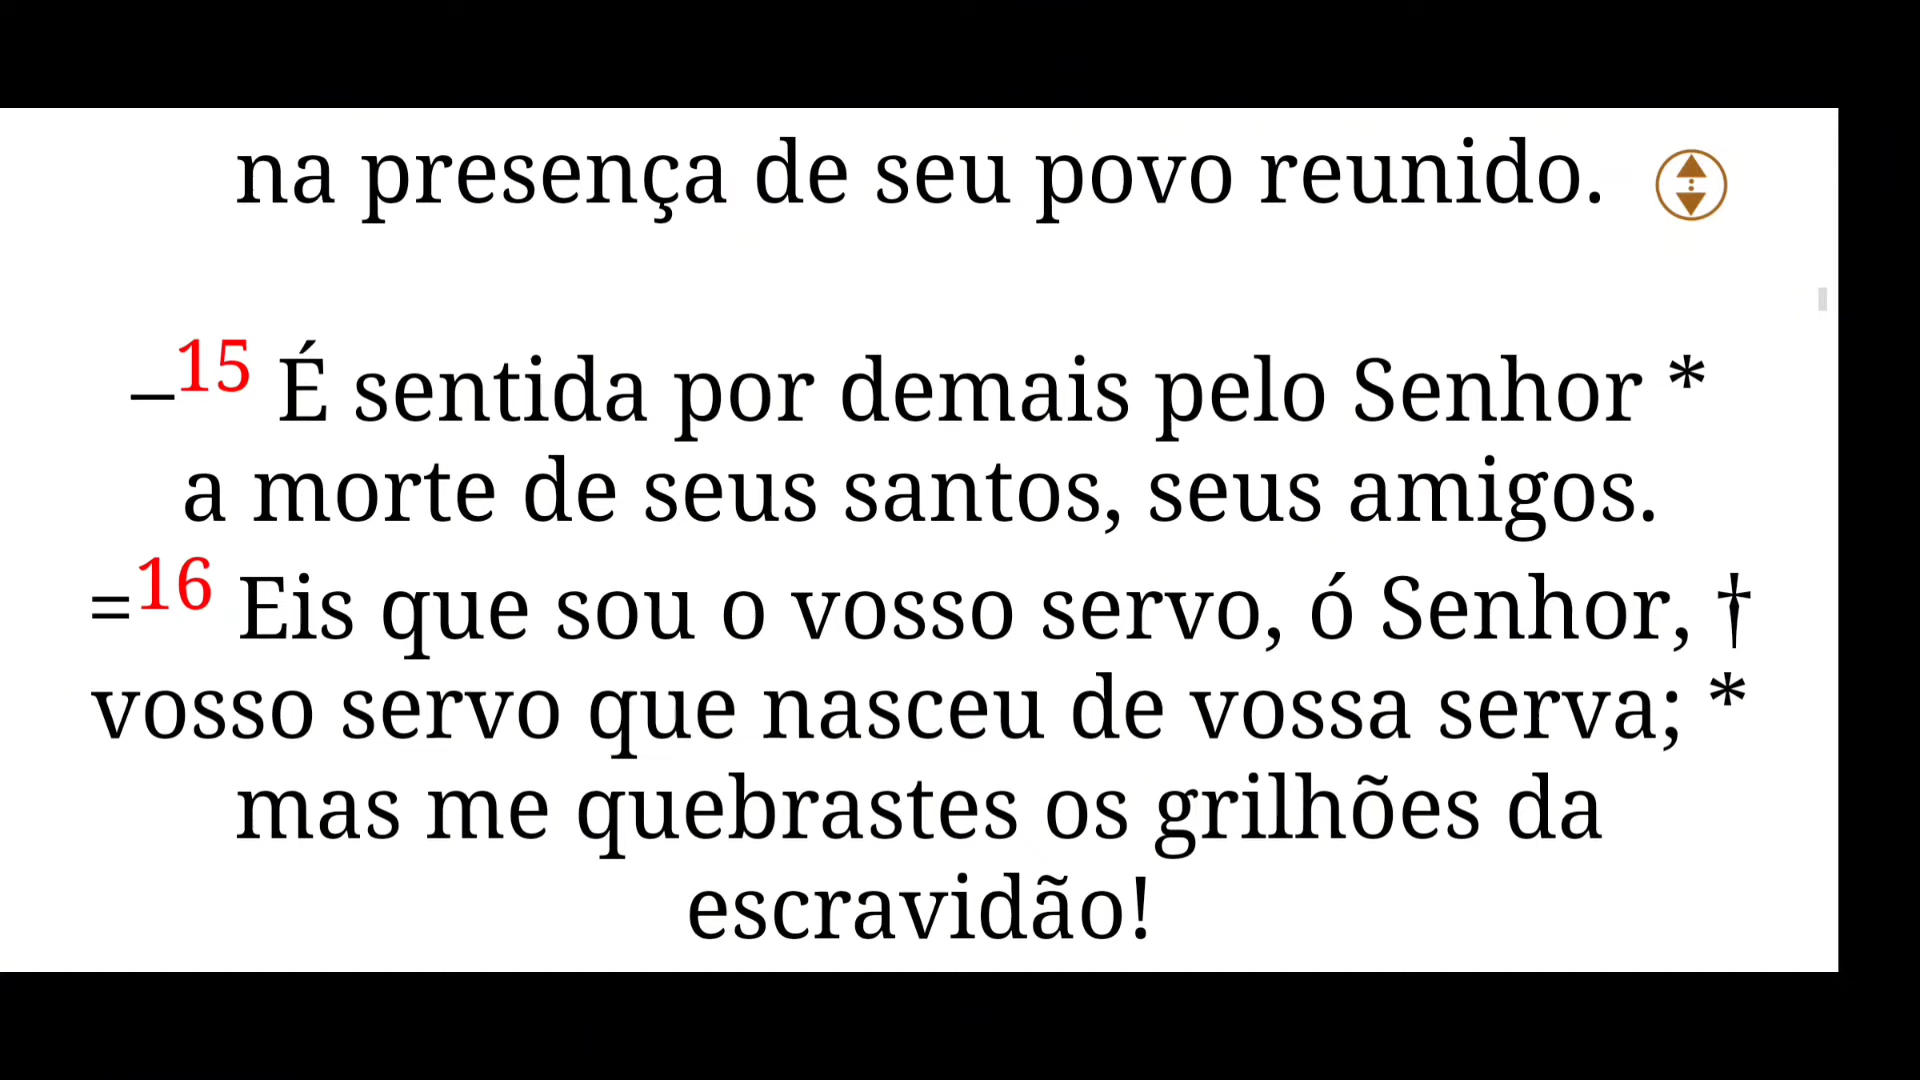 na presença de seu povo reunido.
–15 É sentida por demais pelo Senhor *
a morte de seus santos, seus amigos.
=16 Eis que sou o vosso servo, ó Senhor, †
vosso servo que nasceu de vossa serva; *
mas me quebrastes os grilhões da
escravidão!